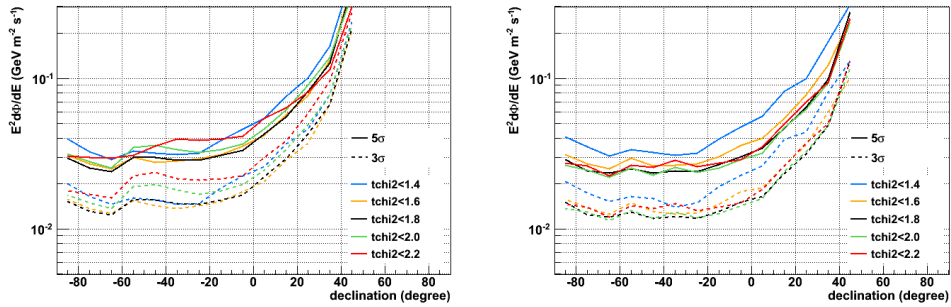 E²dΦ/dE (GeV m⁻² s⁻¹)
10⁻¹
10⁻²
5σ
3σ
tchi2<1.4
tchi2<1.6
tchi2<1.8
tchi2<2.0
tchi2<2.2
-80 -60 -40 -20 0 20 40 60 80
declination (degree)
E²dΦ/dE (GeV m⁻² s⁻¹)
10⁻¹
10⁻²
5σ
3σ
tchi2<1.4
tchi2<1.6
tchi2<1.8
tchi2<2.0
tchi2<2.2
-80 -60 -40 -20 0 20 40 60 80
declination (degree)